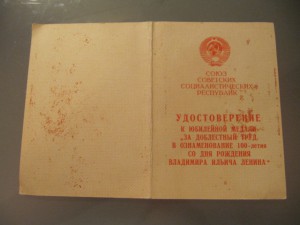 СОЮЗ
СОВЕТСКИХ
СОЦИАЛИСТИЧЕСКИХ
РЕСПУБЛИК
УДОСТОВЕРЕНИЕ
К ЮБИЛЕЙНОЙ МЕДАЛИ
„ЗА ДОБЛЕСТНЫЙ ТРУД.
В ОЗНАМЕНОВАНИЕ 100-летия
СО ДНЯ РОЖДЕНИЯ
ВЛАДИМИРА ИЛЬИЧА ЛЕНИНА“